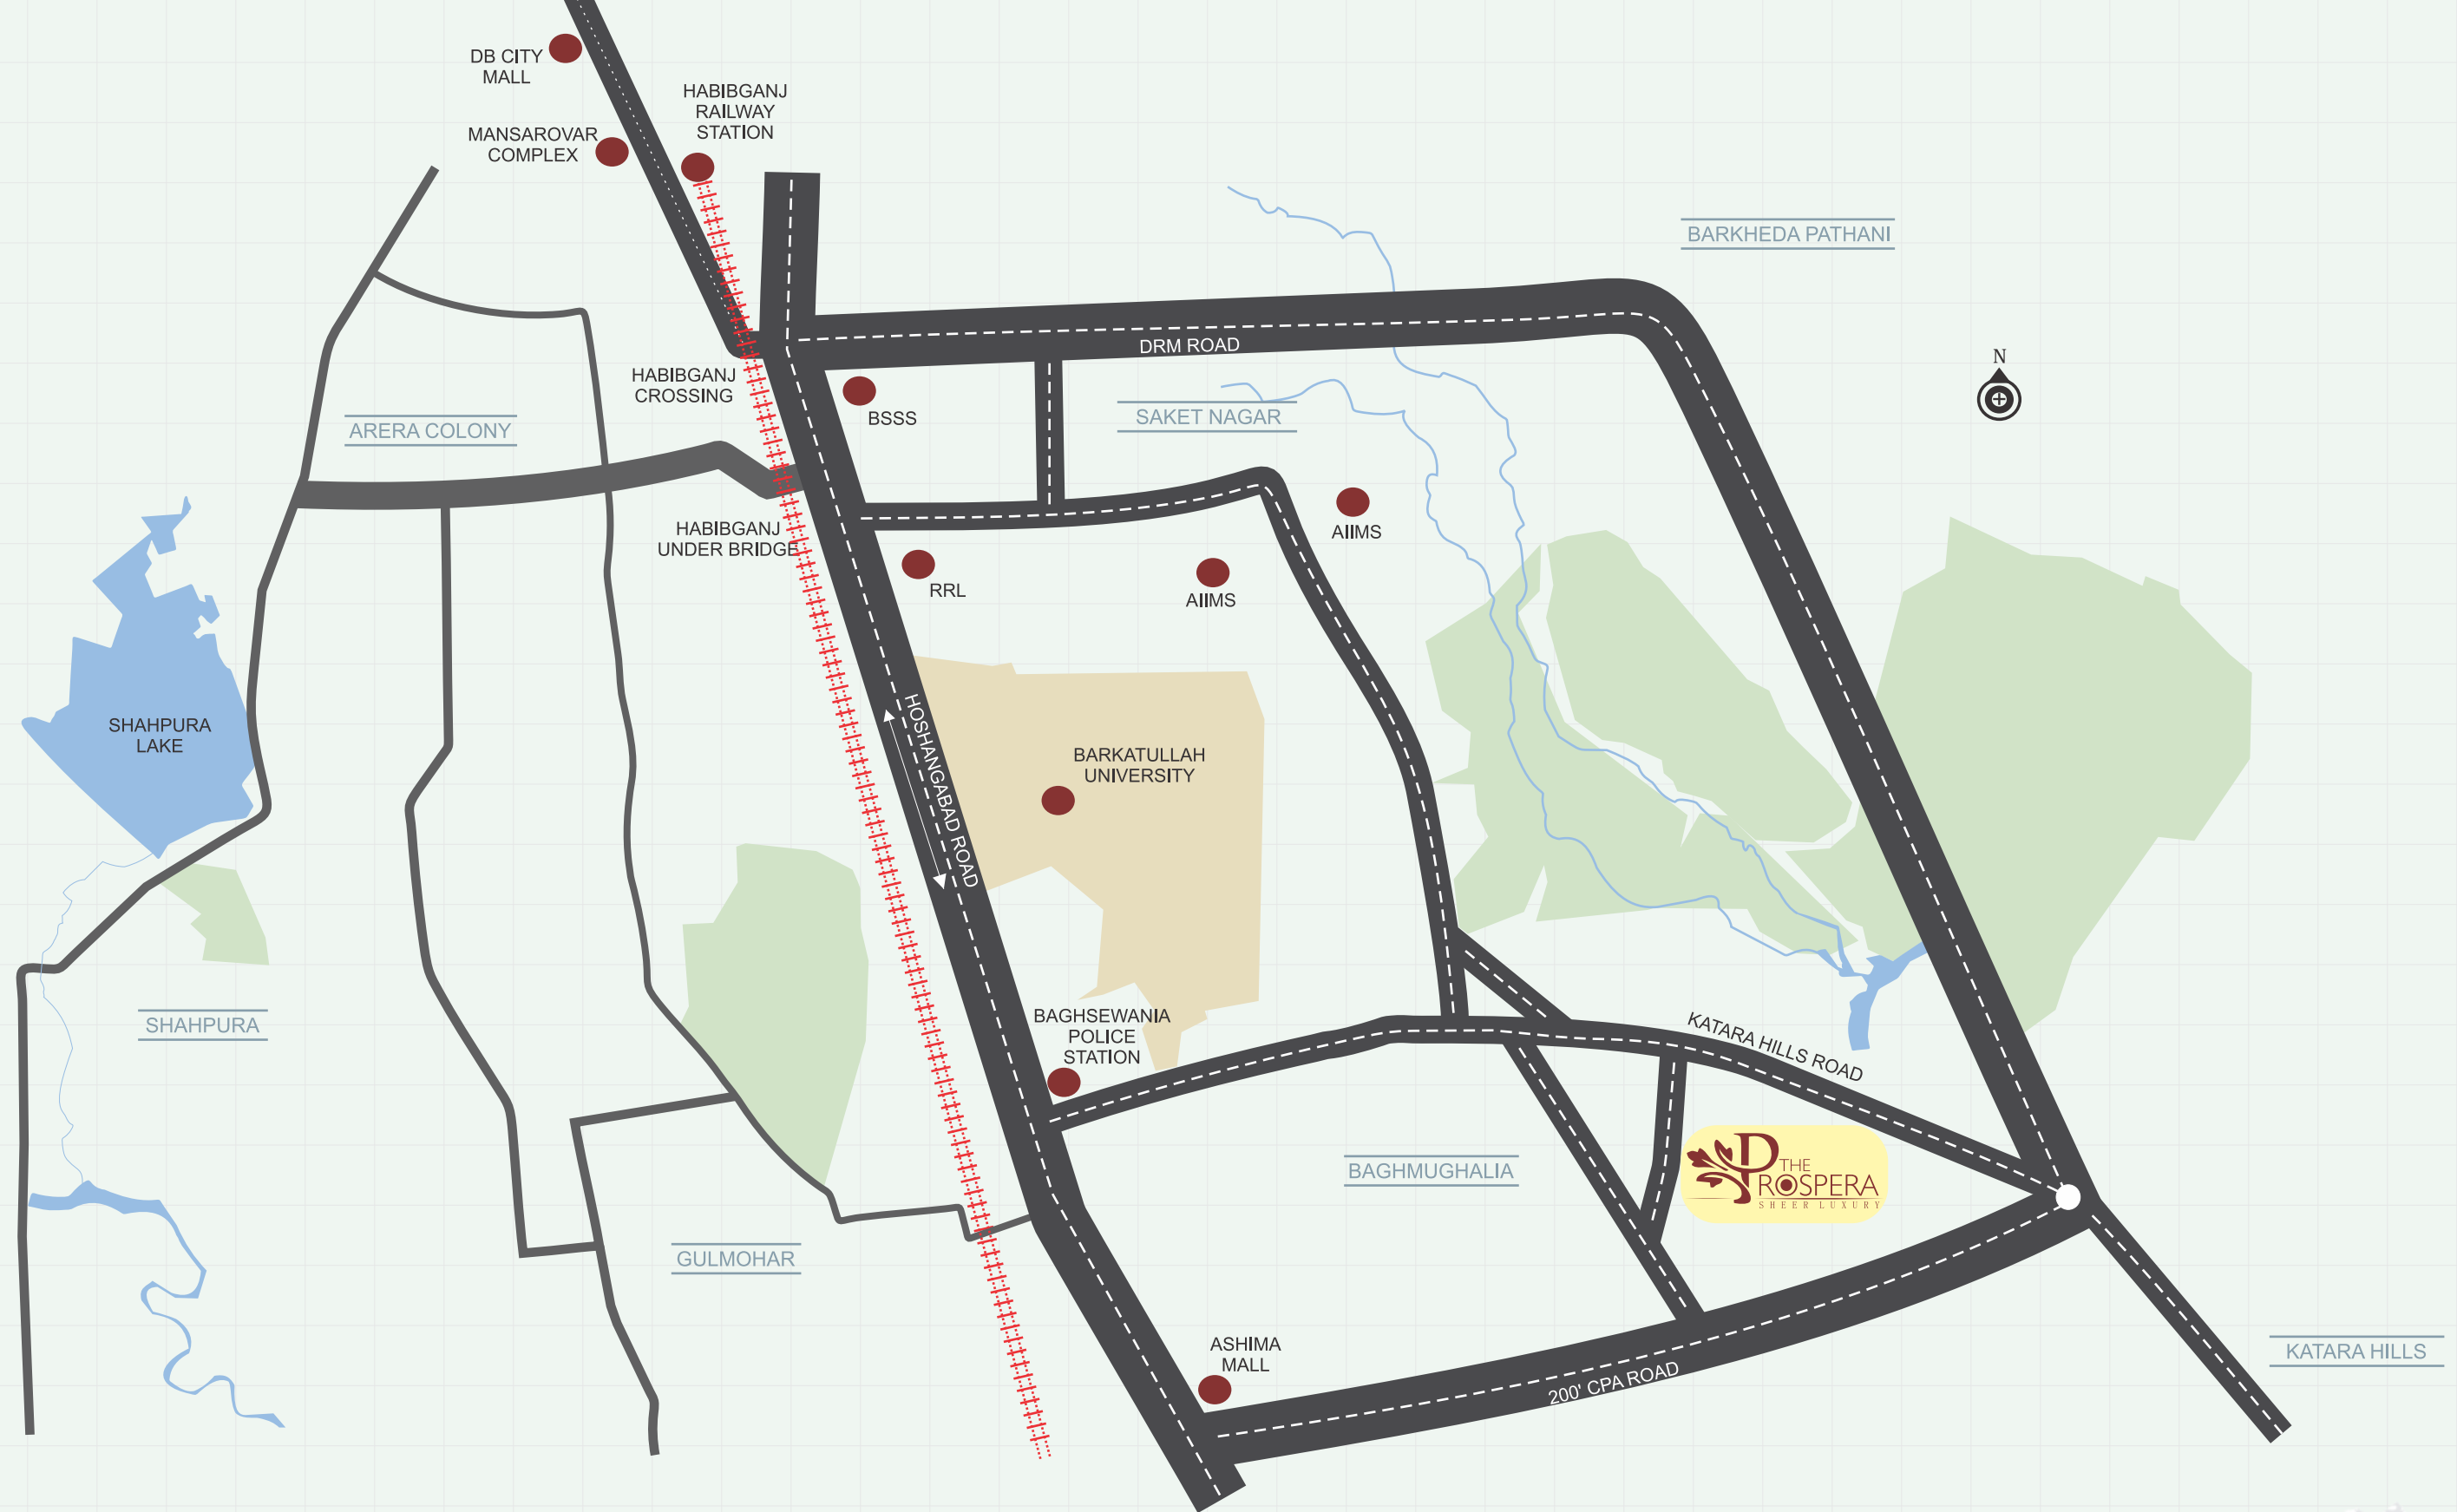 DB CITY
MALL
HABIBGANJ
RAILWAY
STATION
MANSAROVAR
COMPLEX
BARKHEDA PATHANI
DRM ROAD
N
HABIBGANJ
CROSSING
BSSS
SAKET NAGAR
ARERA COLONY
HABIBGANJ
UNDER BRIDGE
AIIMS
RRL
AIIMS
SHAHPURA
LAKE
HOSHANGABAD ROAD
BARKATULLAH
UNIVERSITY
SHAHPURA
BAGHSEWANIA
POLICE
STATION
KATARA HILLS ROAD
BAGHMUGHALIA
THE
PROSPERA
SHEER LUXURY
GULMOHAR
ASHIMA
MALL
200' CPA ROAD
KATARA HILLS